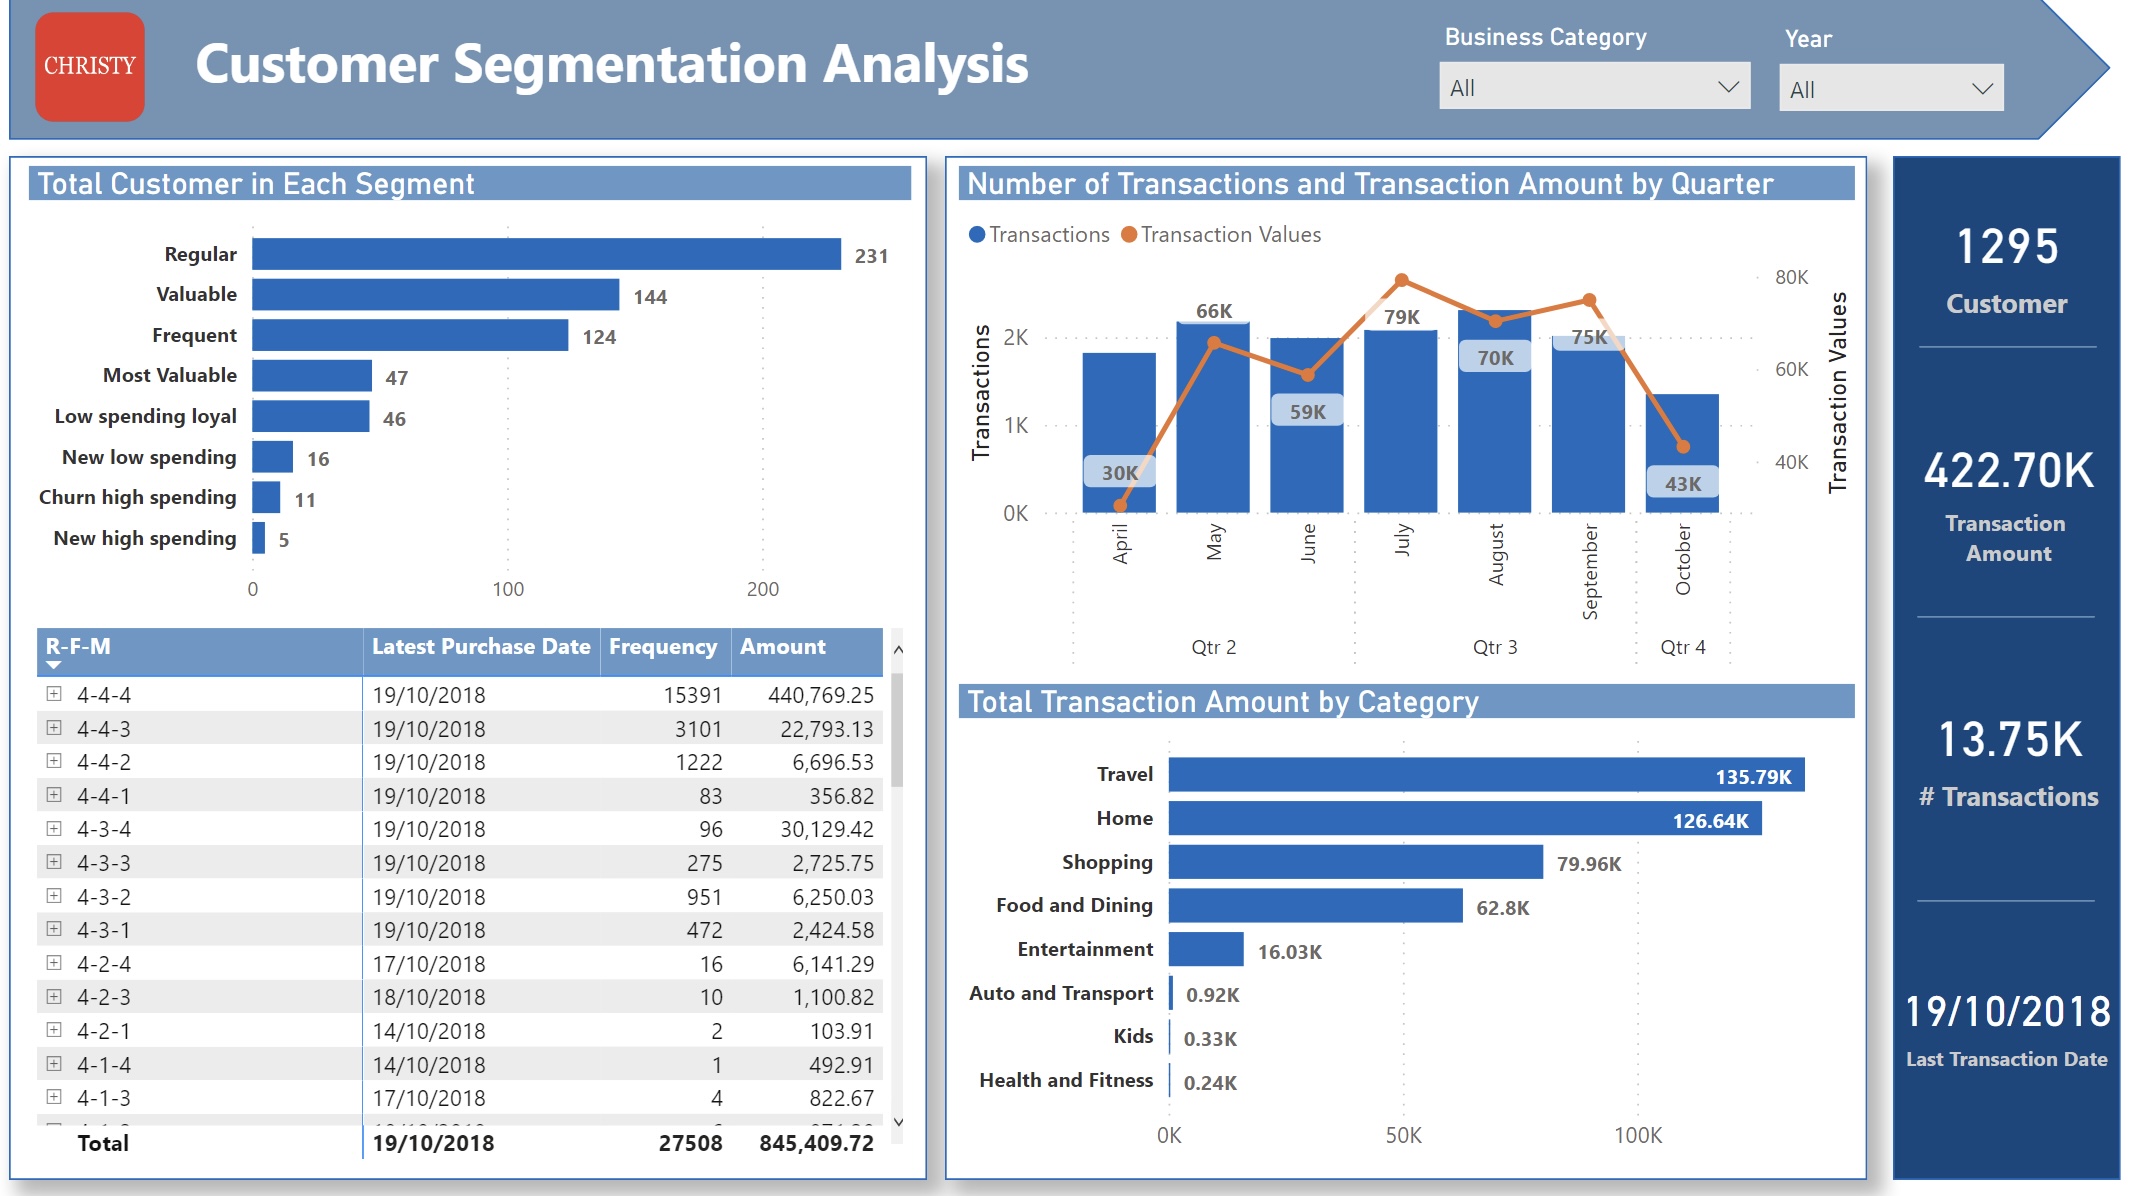 CHRISTY
Customer Segmentation Analysis
Business Category
All
Year
All
Total Customer in Each Segment
Regular 231
Valuable 144
Frequent 124
Most Valuable 47
Low spending loyal 46
New low spending 16
Churn high spending 11
New high spending 5
0 100 200
R-F-M Latest Purchase Date Frequency Amount
4-4-4 19/10/2018 15391 440,769.25
4-4-3 19/10/2018 3101 22,793.13
4-4-2 19/10/2018 1222 6,696.53
4-4-1 19/10/2018 83 356.82
4-3-4 19/10/2018 96 30,129.42
4-3-3 19/10/2018 275 2,725.75
4-3-2 19/10/2018 951 6,250.03
4-3-1 19/10/2018 472 2,424.58
4-2-4 17/10/2018 16 6,141.29
4-2-3 18/10/2018 10 1,100.82
4-2-1 14/10/2018 2 103.91
4-1-4 14/10/2018 1 492.91
4-1-3 17/10/2018 4 822.67
Total 19/10/2018 27508 845,409.72
Number of Transactions and Transaction Amount by Quarter
Transactions Transaction Values
Transactions
2K
1K
0K
30K
66K
59K
79K
70K
75K
43K
80K
60K
40K
Transaction Values
April May June July August September October
Qtr 2 Qtr 3 Qtr 4
Total Transaction Amount by Category
Travel 135.79K
Home 126.64K
Shopping 79.96K
Food and Dining 62.8K
Entertainment 16.03K
Auto and Transport 0.92K
Kids 0.33K
Health and Fitness 0.24K
0K 50K 100K
1295
Customer
422.70K
Transaction
Amount
13.75K
# Transactions
19/10/2018
Last Transaction Date